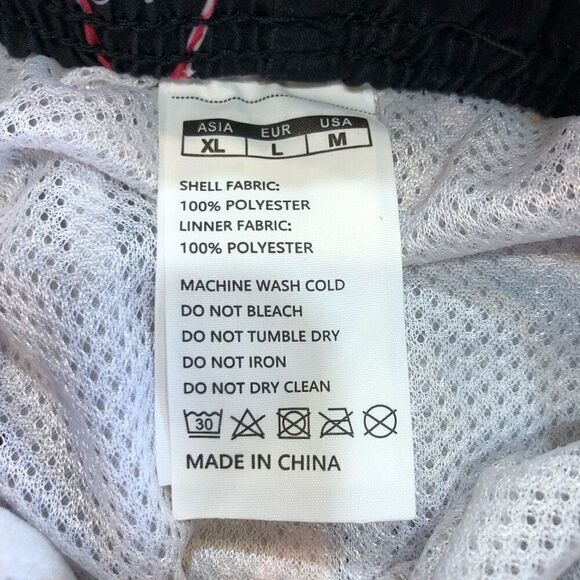 ASIA EUR USA
XL L M
SHELL FABRIC:
100% POLYESTER
LINNER FABRIC:
100% POLYESTER
MACHINE WASH COLD
DO NOT BLEACH
DO NOT TUMBLE DRY
DO NOT IRON
DO NOT DRY CLEAN
30
MADE IN CHINA